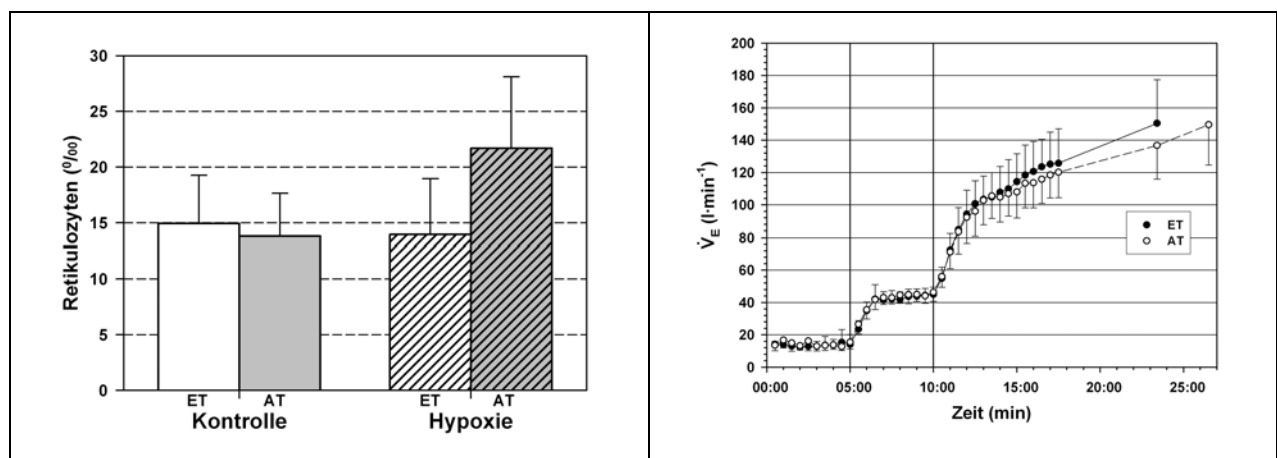 30
25
20
15
10
5
0
Retikulozyten (⁰/₀₀)
ET AT ET AT
Kontrolle Hypoxie
200
180
160
140
120
100
80
60
40
20
0
V̇E (l·min⁻¹)
ET
AT
00:00 05:00 10:00 15:00 20:00 25:00
Zeit (min)